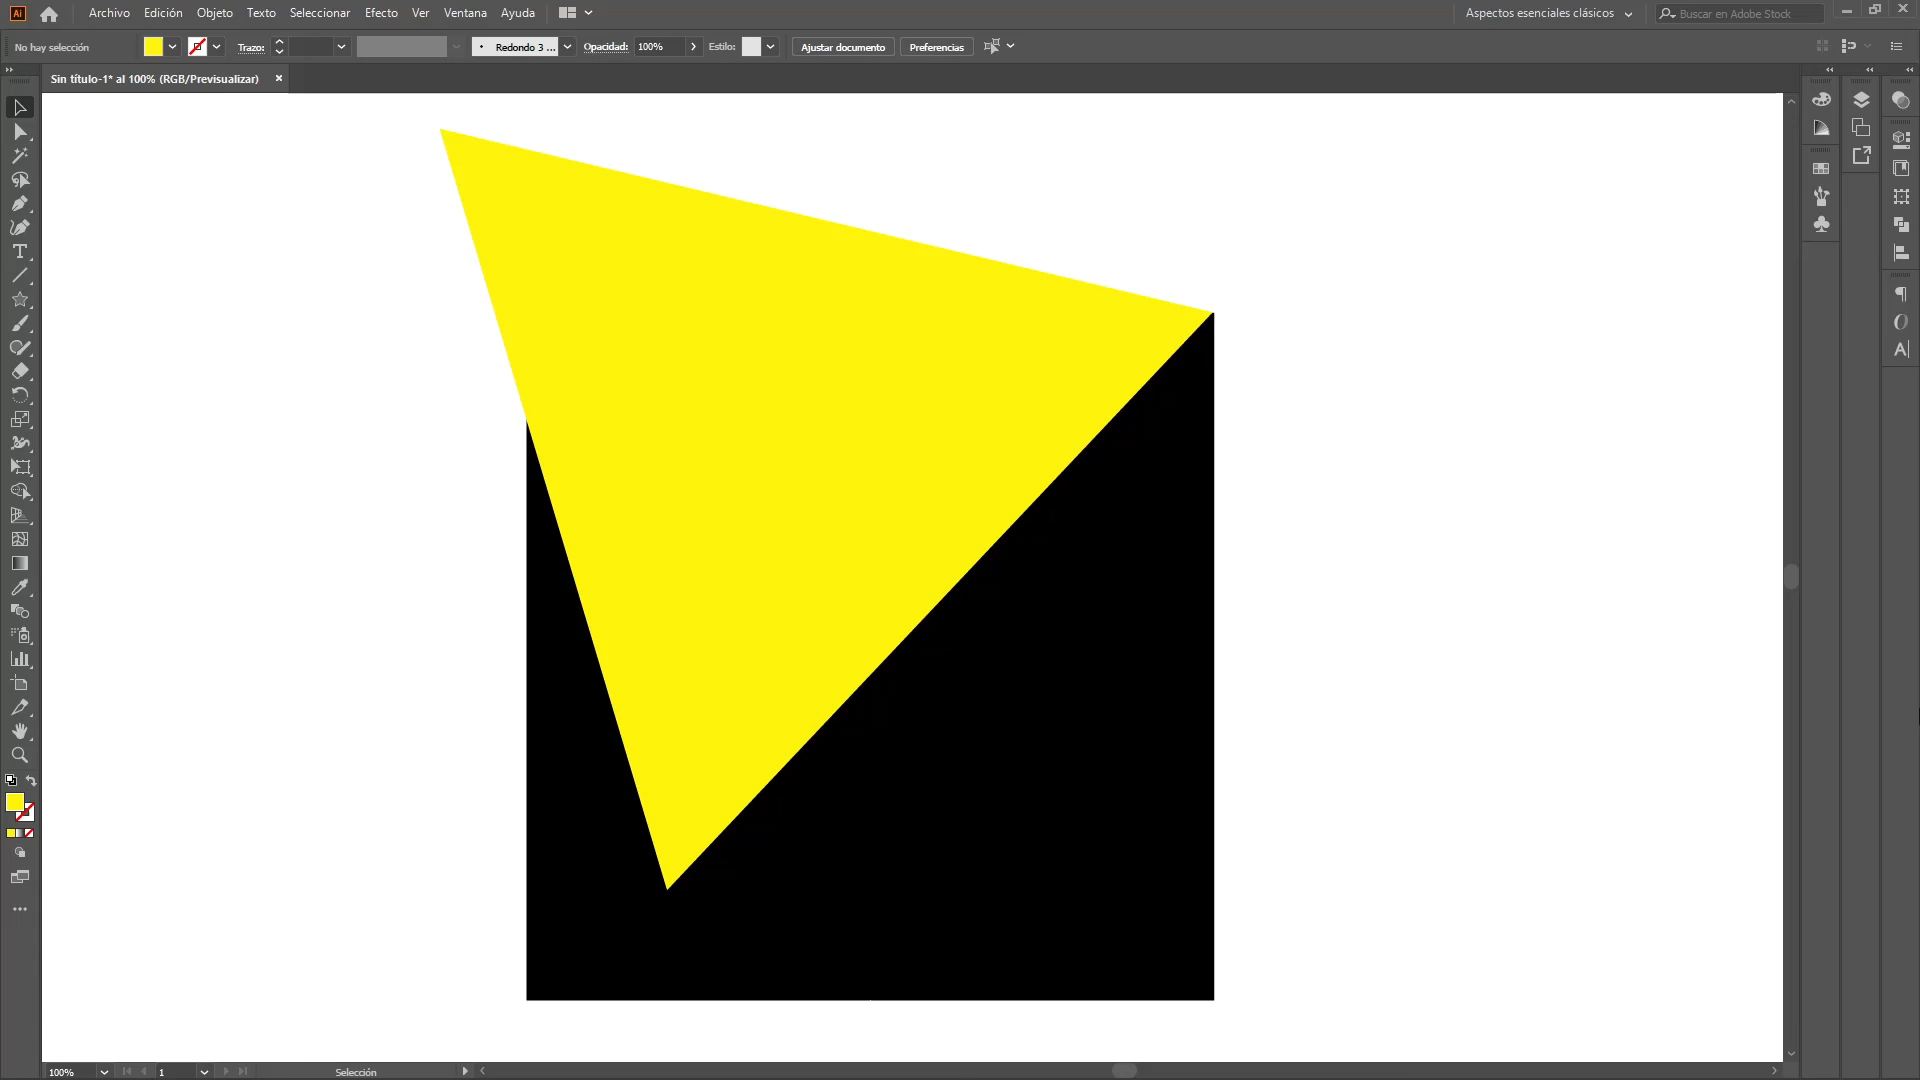 Ai Archivo Edición Objeto Texto Seleccionar Efecto Ver Ventana Ayuda Aspectos esenciales clásicos Buscar en Adobe Stock
No hay selección Trazo: Redondo 3 ... Opacidad: 100% Estilo: Ajustar documento Preferencias
Sin título-1* al 100% (RGB/Previsualizar)
100% 1 Selección